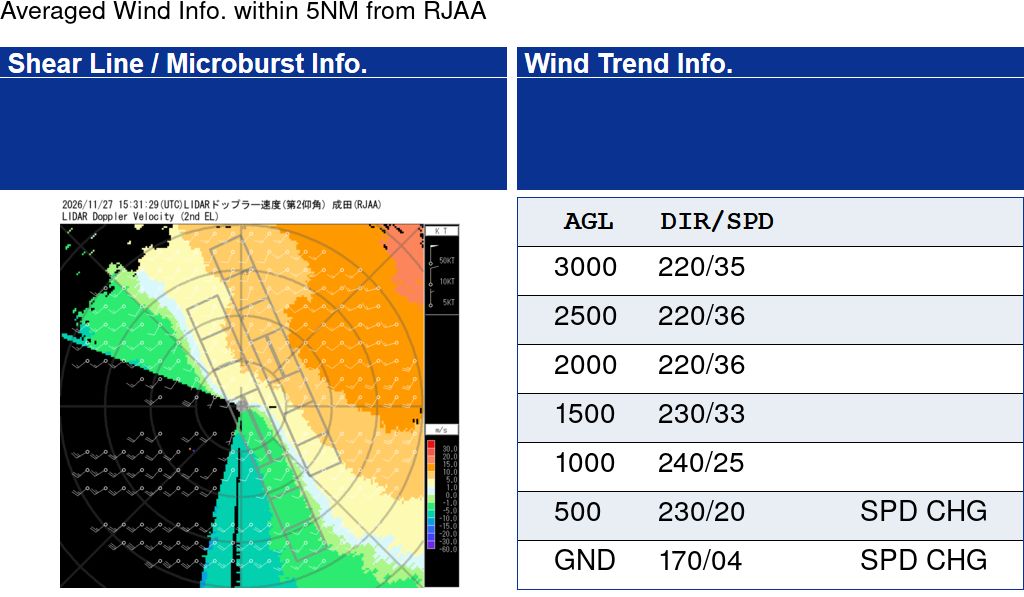 Averaged Wind Info. within 5NM from RJAA
Shear Line / Microburst Info.
Wind Trend Info.
2026/11/27 15:31:29(UTC)LIDARドップラー速度(第2仰角) 成田(RJAA)
LIDAR Doppler Velocity (2nd EL)
KT
50KT
10KT
5KT
m/s
30.0
20.0
15.0
10.0
5.0
1.0
0.0
-1.0
-5.0
-10.0
-15.0
-20.0
-30.0
-60.0
AGL DIR/SPD
3000 220/35
2500 220/36
2000 220/36
1500 230/33
1000 240/25
500 230/20 SPD CHG
GND 170/04 SPD CHG